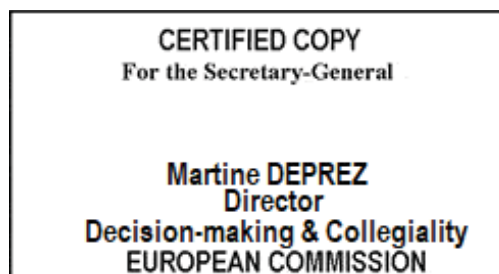 CERTIFIED COPY
For the Secretary-General
Martine DEPREZ
Director
Decision-making & Collegiality
EUROPEAN COMMISSION